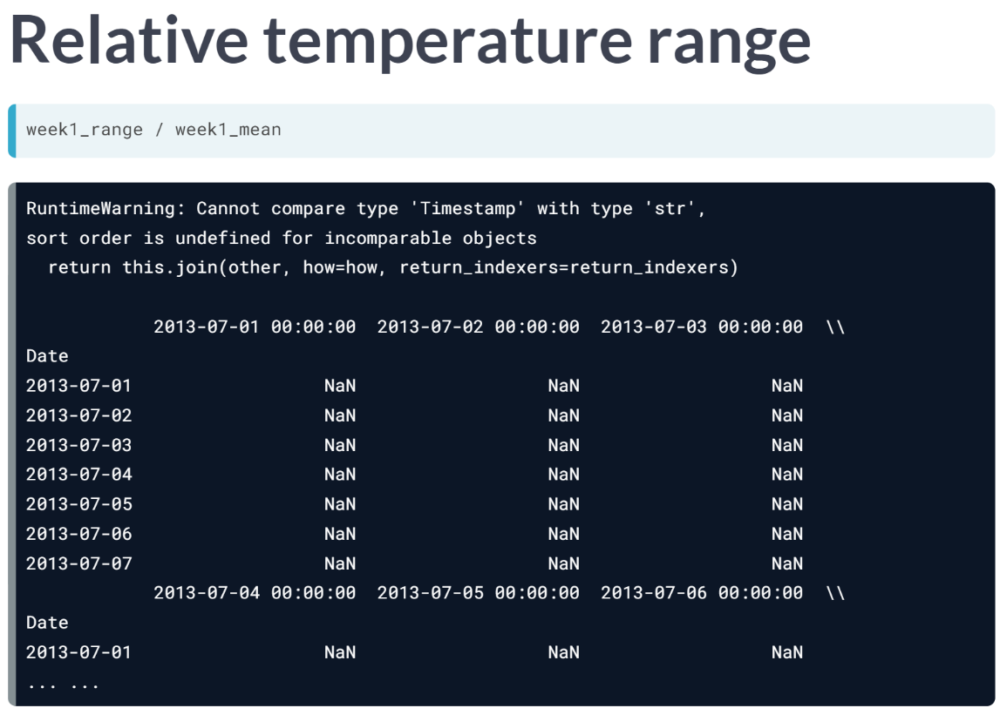 Relative temperature range
week1_range / week1_mean
RuntimeWarning: Cannot compare type 'Timestamp' with type 'str',
sort order is undefined for incomparable objects
  return this.join(other, how=how, return_indexers=return_indexers)
            2013-07-01 00:00:00  2013-07-02 00:00:00  2013-07-03 00:00:00  \\
Date
2013-07-01                  NaN                  NaN                  NaN
2013-07-02                  NaN                  NaN                  NaN
2013-07-03                  NaN                  NaN                  NaN
2013-07-04                  NaN                  NaN                  NaN
2013-07-05                  NaN                  NaN                  NaN
2013-07-06                  NaN                  NaN                  NaN
2013-07-07                  NaN                  NaN                  NaN
            2013-07-04 00:00:00  2013-07-05 00:00:00  2013-07-06 00:00:00  \\
Date
2013-07-01                  NaN                  NaN                  NaN
... ...